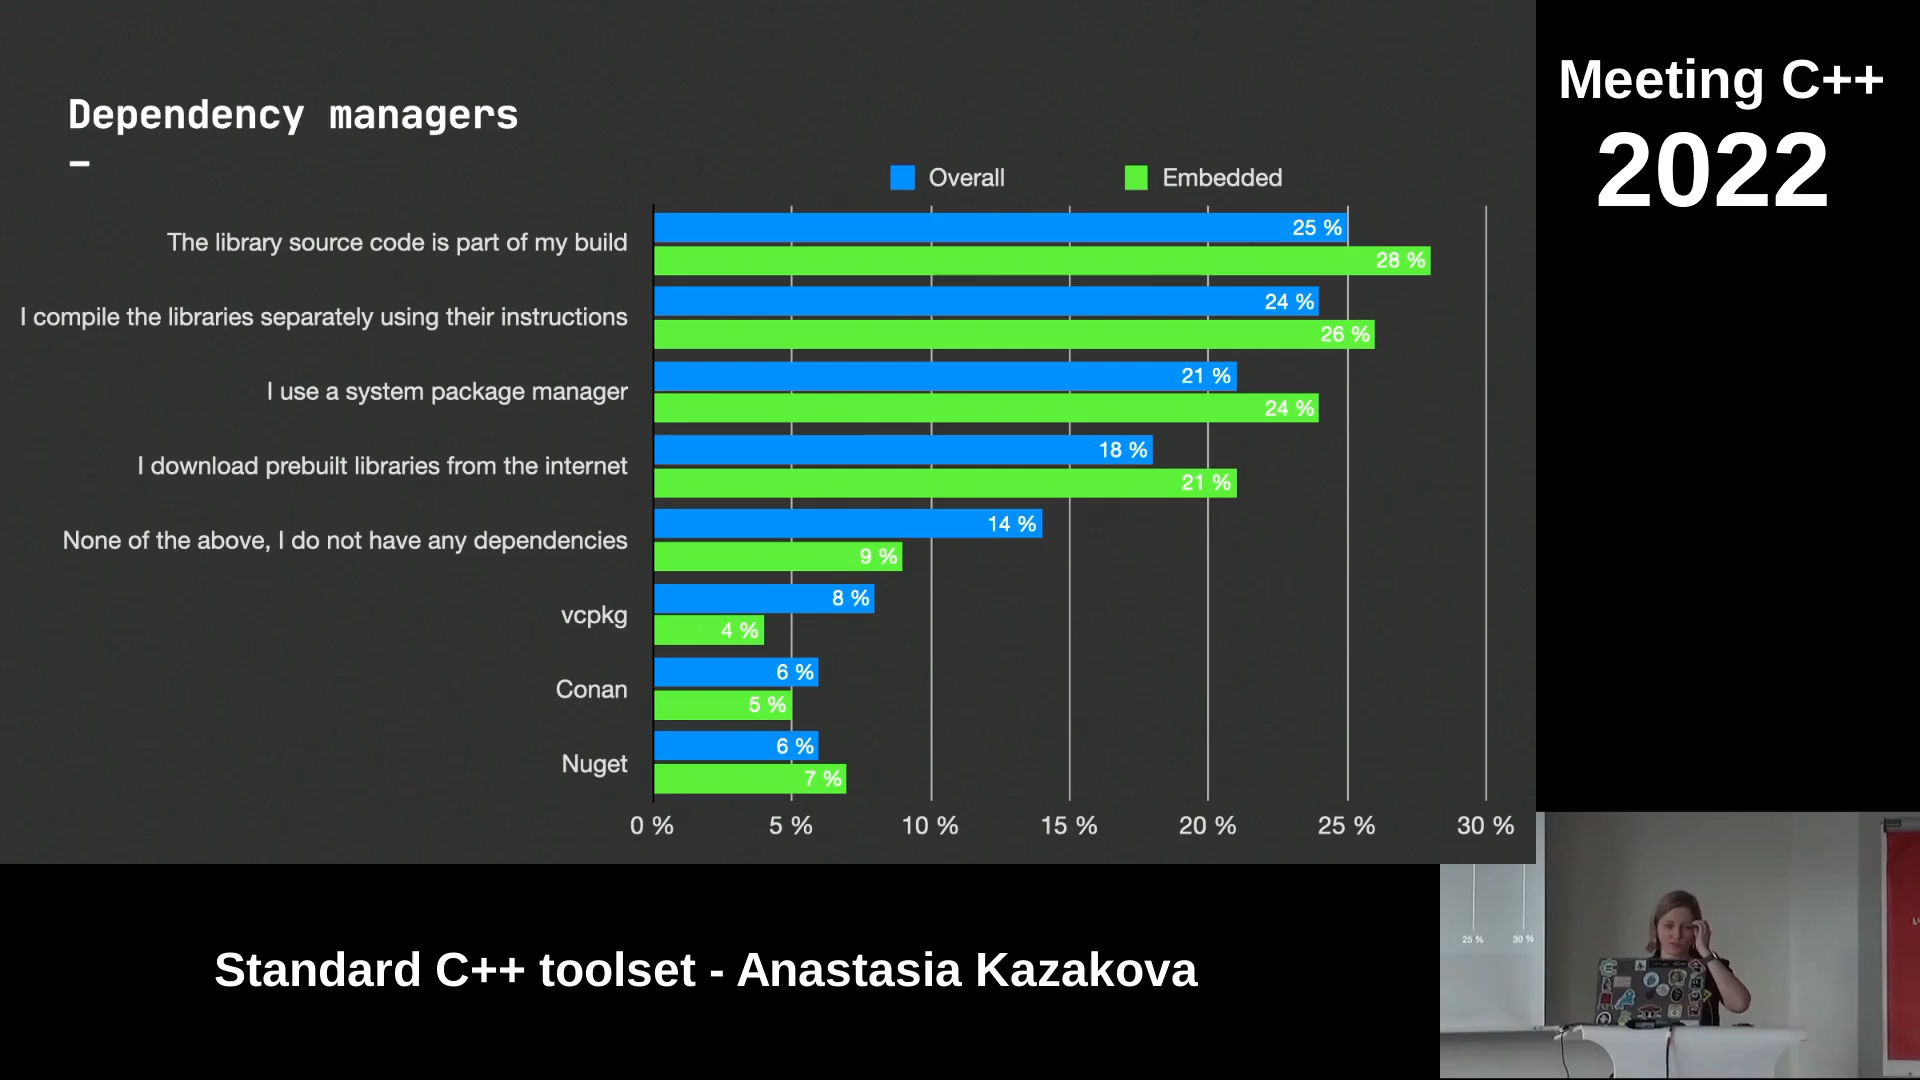 Dependency managers
–
Overall
Embedded
The library source code is part of my build
25 %
28 %
I compile the libraries separately using their instructions
24 %
26 %
I use a system package manager
21 %
24 %
I download prebuilt libraries from the internet
18 %
21 %
None of the above, I do not have any dependencies
14 %
9 %
vcpkg
8 %
4 %
Conan
6 %
5 %
Nuget
6 %
7 %
0 %
5 %
10 %
15 %
20 %
25 %
30 %
Meeting C++
2022
25 %
30 %
Standard C++ toolset - Anastasia Kazakova